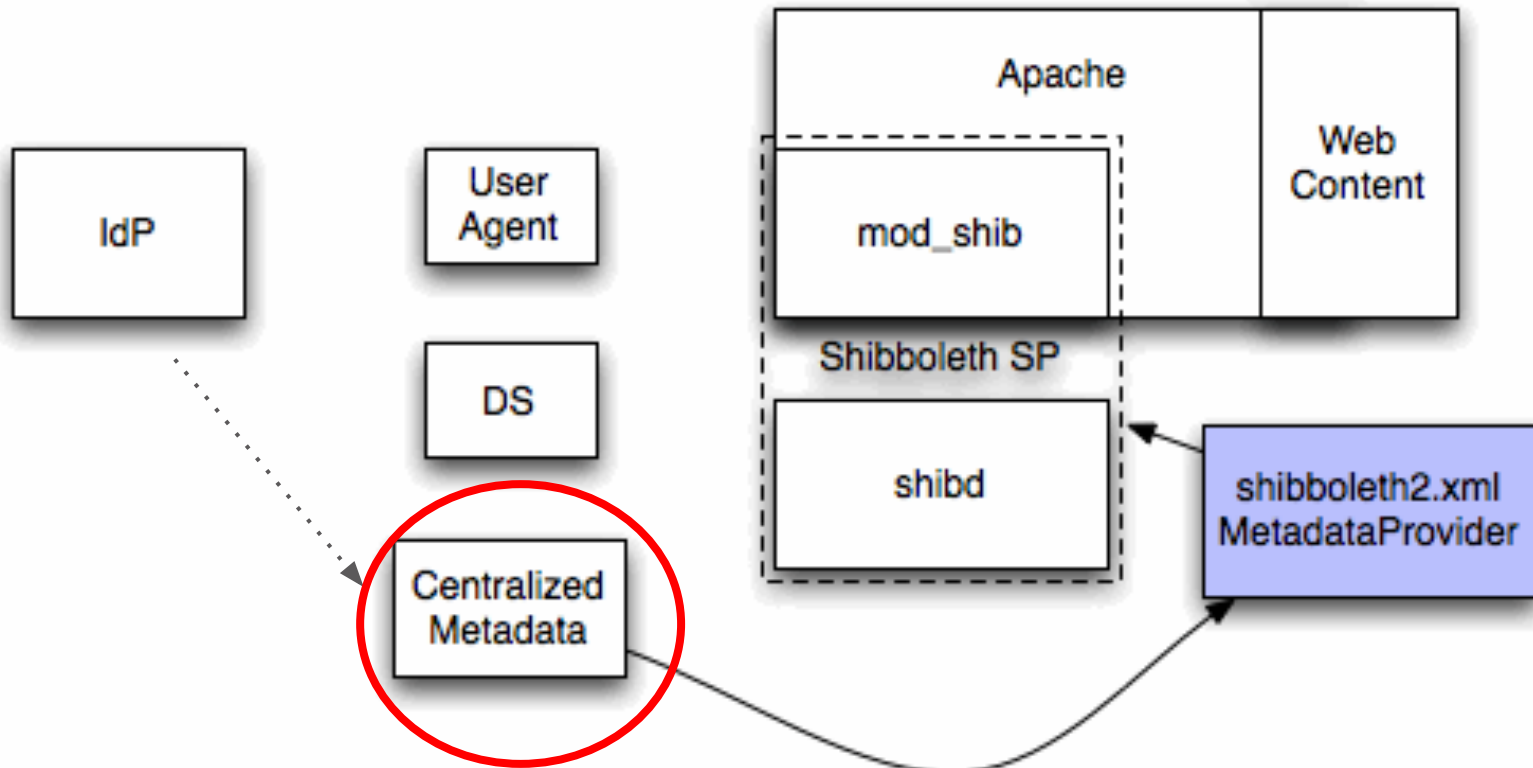 Apache
Web
Content
IdP
User
Agent
mod_shib
Shibboleth SP
DS
shibd
shibboleth2.xml
MetadataProvider
Centralized
Metadata